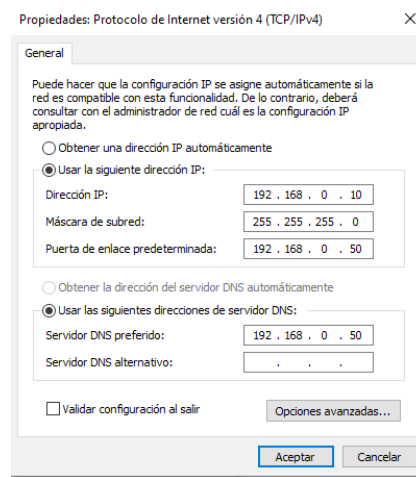 Propiedades: Protocolo de Internet versión 4 (TCP/IPv4)
General
Puede hacer que la configuración IP se asigne automáticamente si la
red es compatible con esta funcionalidad. De lo contrario, deberá
consultar con el administrador de red cuál es la configuración IP
apropiada.
Obtener una dirección IP automáticamente
Usar la siguiente dirección IP:
Dirección IP: 192 . 168 . 0 . 10
Máscara de subred: 255 . 255 . 255 . 0
Puerta de enlace predeterminada: 192 . 168 . 0 . 50
Obtener la dirección del servidor DNS automáticamente
Usar las siguientes direcciones de servidor DNS:
Servidor DNS preferido: 192 . 168 . 0 . 50
Servidor DNS alternativo: . . .
Validar configuración al salir
Opciones avanzadas...
Aceptar Cancelar